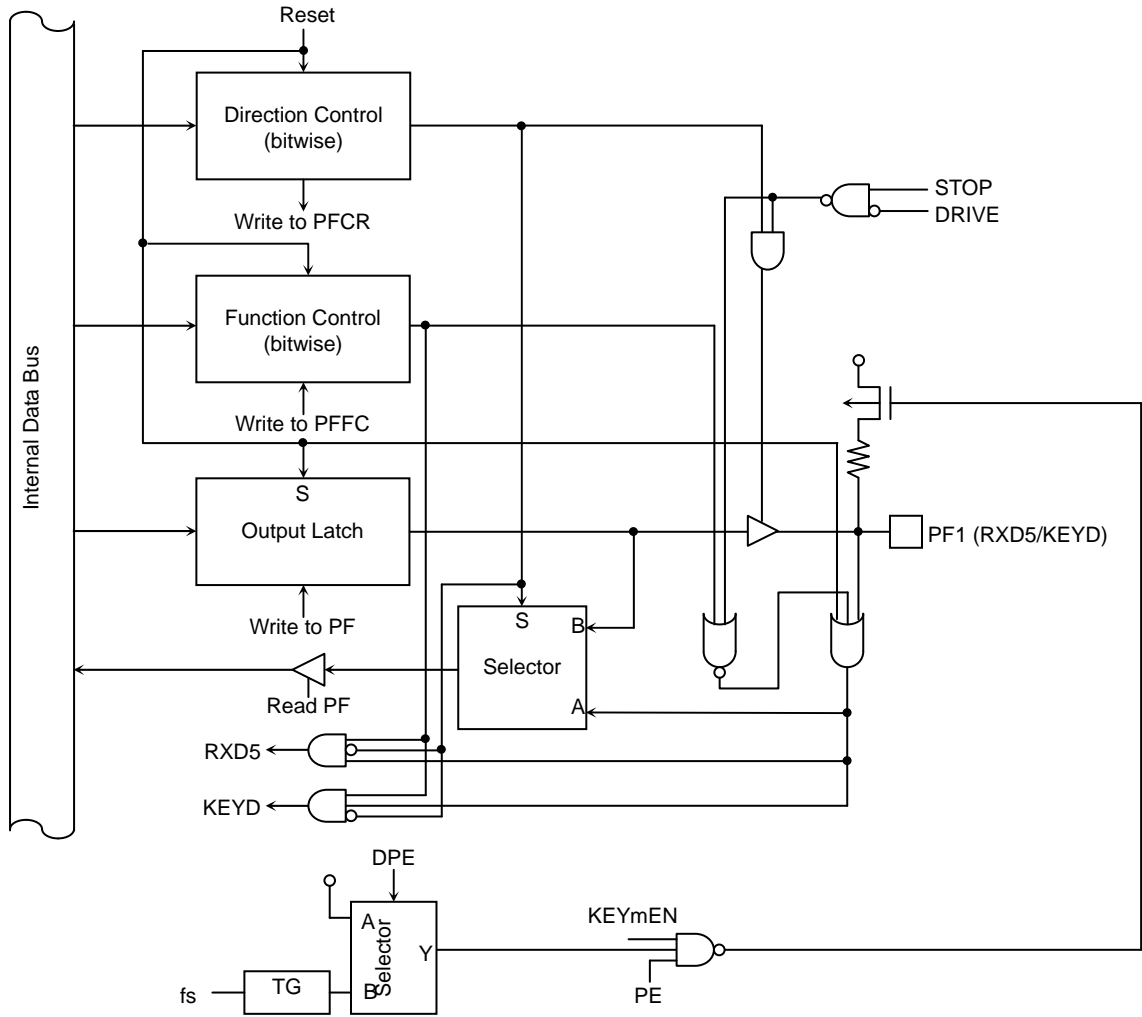 Reset
Internal Data Bus
Direction Control
(bitwise)
Write to PFCR
STOP
DRIVE
Function Control
(bitwise)
Write to PFFC
S
Output Latch
Write to PF
PF1 (RXD5/KEYD)
S
B
Selector
A
Read PF
RXD5
KEYD
DPE
A
Selector
Y
B
KEYmEN
PE
fs
TG